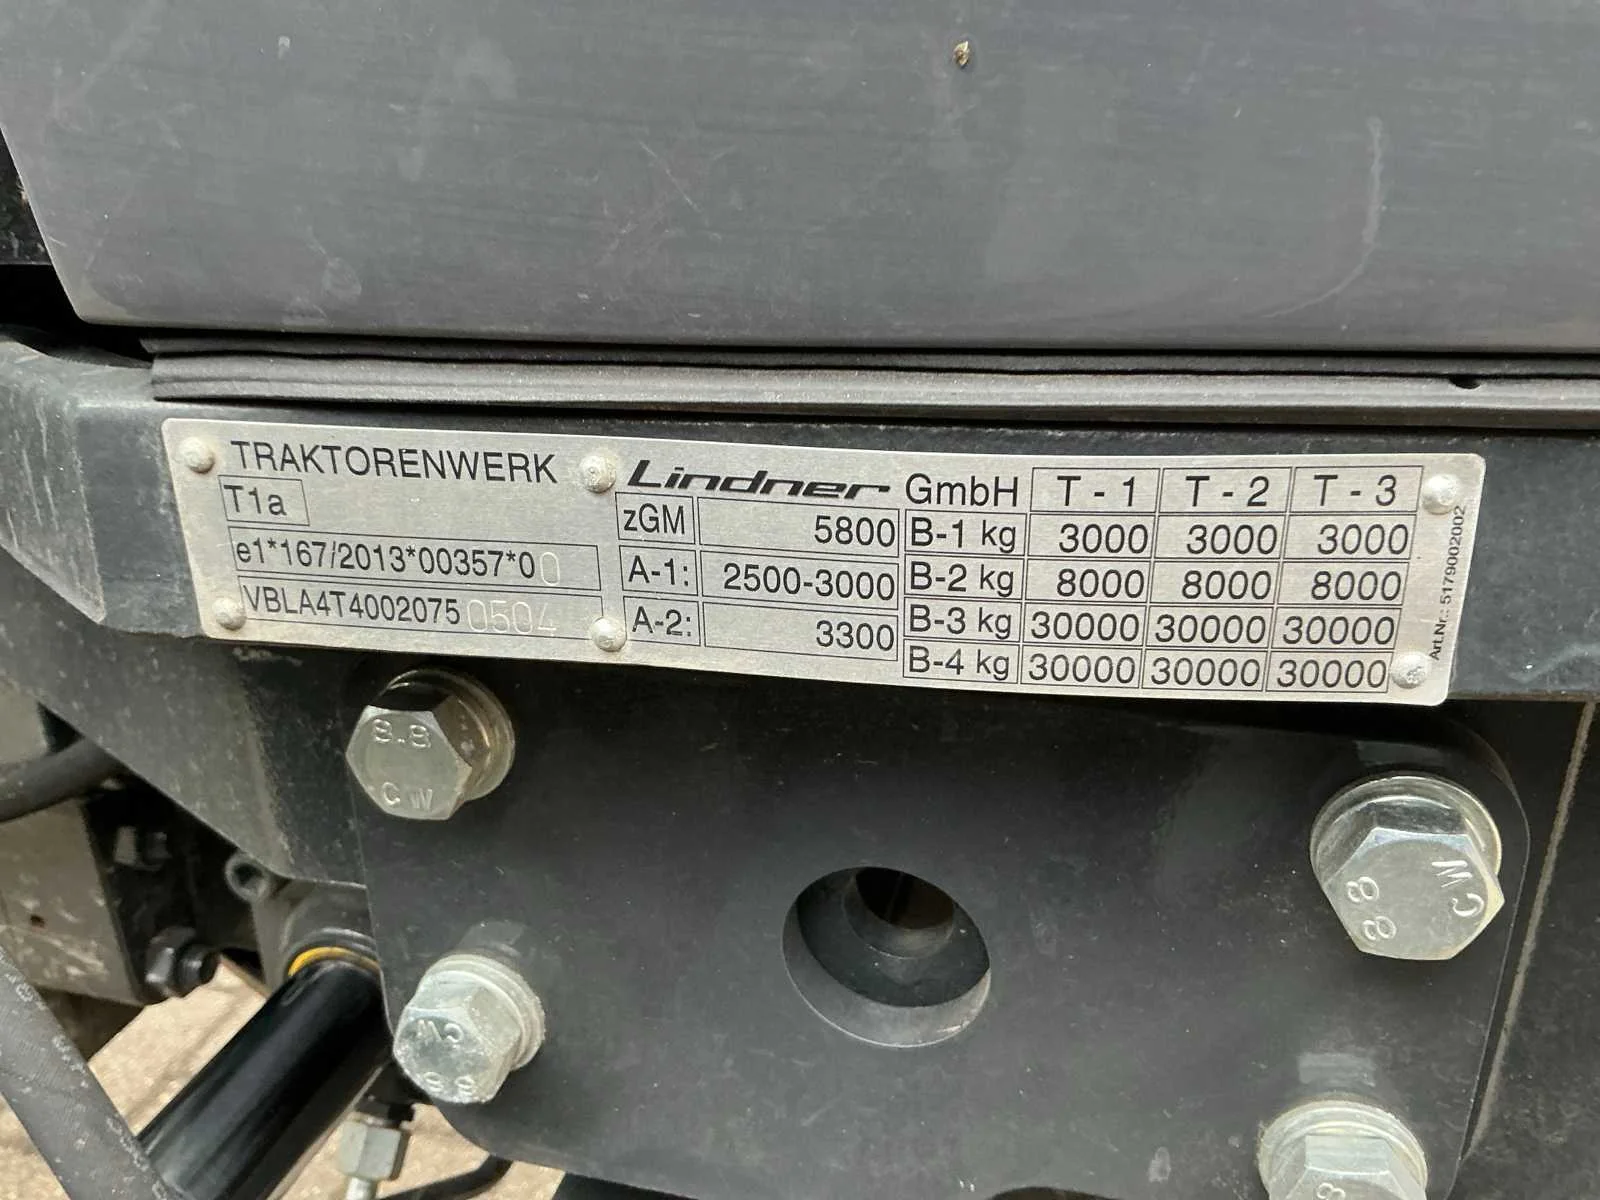 TRAKTORENWERK Lindner GmbH T-1 T-2 T-3
T1a zGM 5800 B-1 kg 3000 3000 3000
e1*167/2013*00357*00 A-1: 2500-3000 B-2 kg 8000 8000 8000
VBLA4T4002075 0504 A-2: 3300 B-3 kg 30000 30000 30000
B-4 kg 30000 30000 30000
Art.Nr.: 5179002002
8.8
CW
88
CW
CW
8.8
8